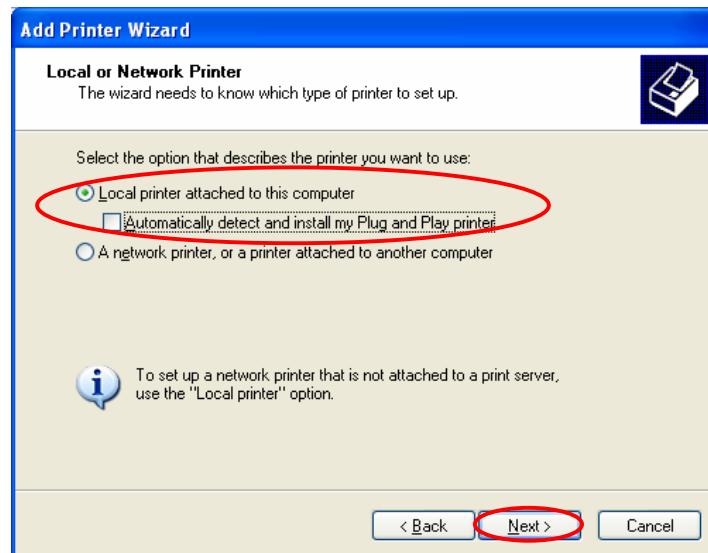 Add Printer Wizard
Local or Network Printer
The wizard needs to know which type of printer to set up.
Select the option that describes the printer you want to use:
Local printer attached to this computer
Automatically detect and install my Plug and Play printer
A network printer, or a printer attached to another computer
To set up a network printer that is not attached to a print server,
use the "Local printer" option.
< Back Next > Cancel